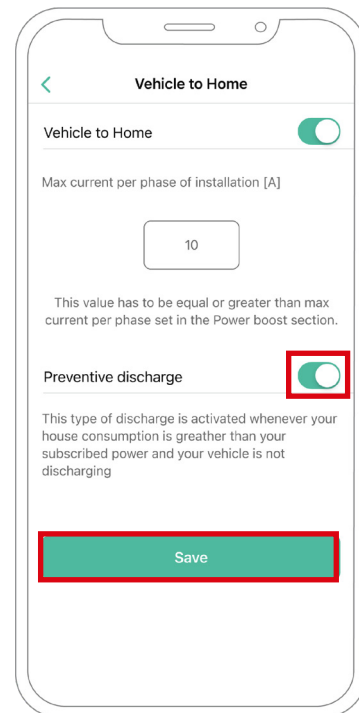 Vehicle to Home
Vehicle to Home
Max current per phase of installation [A]
10
This value has to be equal or greater than max
current per phase set in the Power boost section.
Preventive discharge
This type of discharge is activated whenever your
house consumption is greather than your
subscribed power and your vehicle is not
discharging
Save